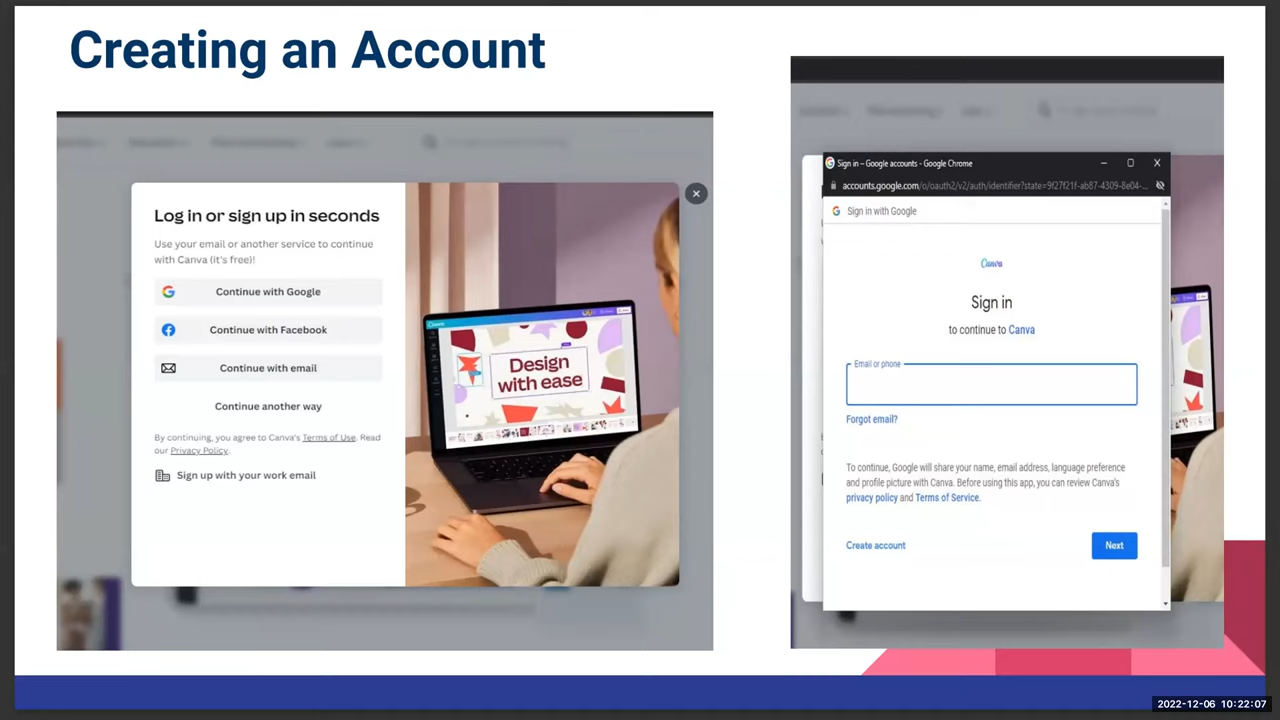 Creating an Account
Log in or sign up in seconds
Use your email or another service to continue
with Canva (it's free)!
Continue with Google
Continue with Facebook
Continue with email
Continue another way
By continuing, you agree to Canva's Terms of Use. Read
our Privacy Policy.
Sign up with your work email
Design
with ease
Sign in – Google accounts - Google Chrome
accounts.google.com/o/oauth2/v2/auth/identifier?state=9f27f21f-ab87-4309-8e04-...
Sign in with Google
Canva
Sign in
to continue to Canva
Email or phone
Forgot email?
To continue, Google will share your name, email address, language preference
and profile picture with Canva. Before using this app, you can review Canva's
privacy policy and Terms of Service.
Create account
Next
2022-12-06 10:22:07